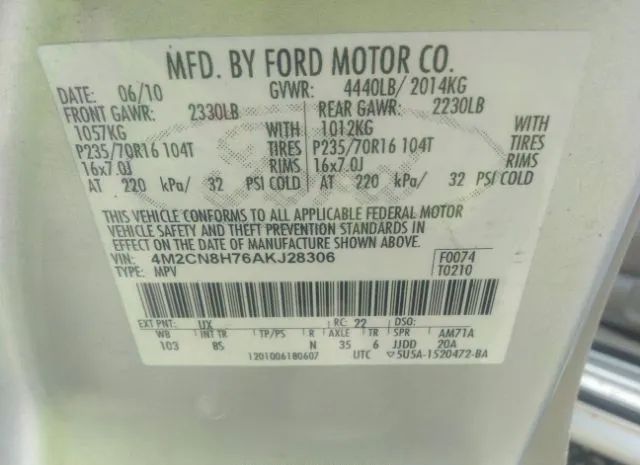 MFD. BY FORD MOTOR CO.
DATE: 06/10 GVWR: 4440LB/ 2014KG
FRONT GAWR: 2330LB REAR GAWR: 2230LB
1057KG WITH 1012KG WITH
P235/70R16 104T TIRES P235/70R16 104T TIRES
16x7.0J RIMS 16x7.0J RIMS
AT 220 kPa/ 32 PSI COLD AT 220 kPa/ 32 PSI COLD
THIS VEHICLE CONFORMS TO ALL APPLICABLE FEDERAL MOTOR
VEHICLE SAFETY AND THEFT PREVENTION STANDARDS IN
EFFECT ON THE DATE OF MANUFACTURE SHOWN ABOVE.
VIN: 4M2CN8H76AKJ28306 F0074
TYPE: MPV T0210
EXT PNT: UX RC: 22 DSO:
WB INT TR TP/PS R AXLE TR SPR AM71A
103 8S N 35 6 JJDD 20A
1201006180607 UTC 5U5A-1520472-BA